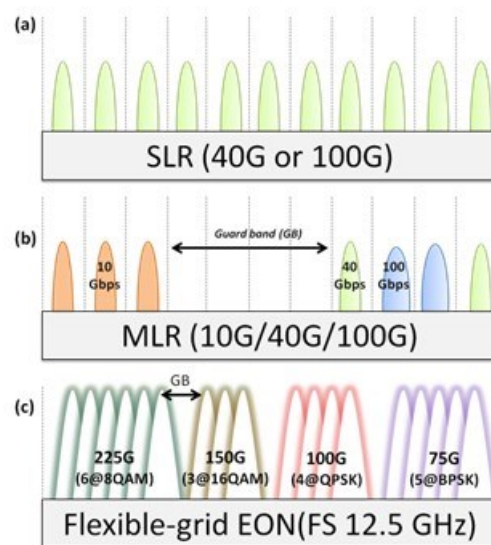 (a)
SLR (40G or 100G)
(b)
Guard band (GB)
10
Gbps
40
Gbps
100
Gbps
MLR (10G/40G/100G)
(c)
GB
225G
(6@8QAM)
150G
(3@16QAM)
100G
(4@QPSK)
75G
(5@BPSK)
Flexible-grid EON(FS 12.5 GHz)